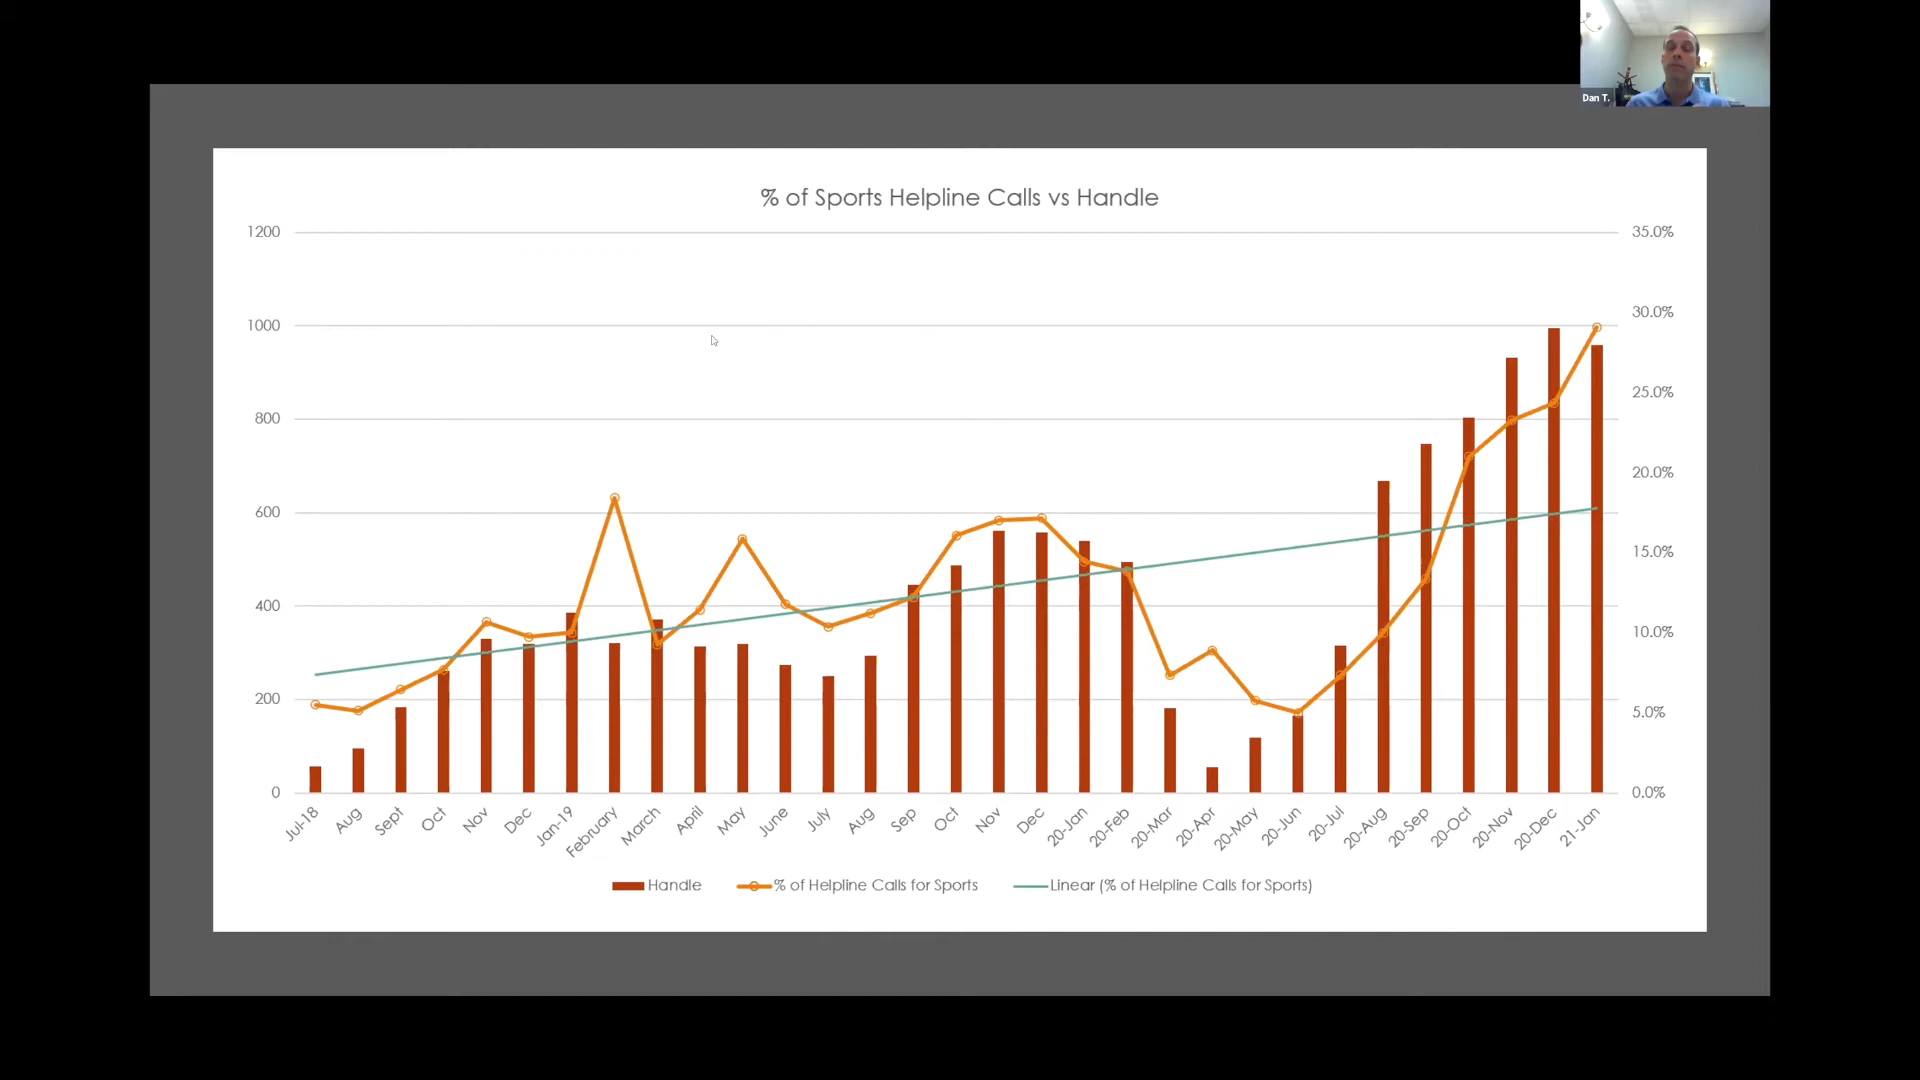 Dan T.
% of Sports Helpline Calls vs Handle
1200
1000
800
600
400
200
0
35.0%
30.0%
25.0%
20.0%
15.0%
10.0%
5.0%
0.0%
Jul-18
Aug
Sept
Oct
Nov
Dec
Jan-19
February
March
April
May
June
July
Aug
Sep
Oct
Nov
Dec
20-Jan
20-Feb
20-Mar
20-Apr
20-May
20-Jun
20-Jul
20-Aug
20-Sep
20-Oct
20-Nov
20-Dec
21-Jan
Handle
% of Helpline Calls for Sports
Linear (% of Helpline Calls for Sports)